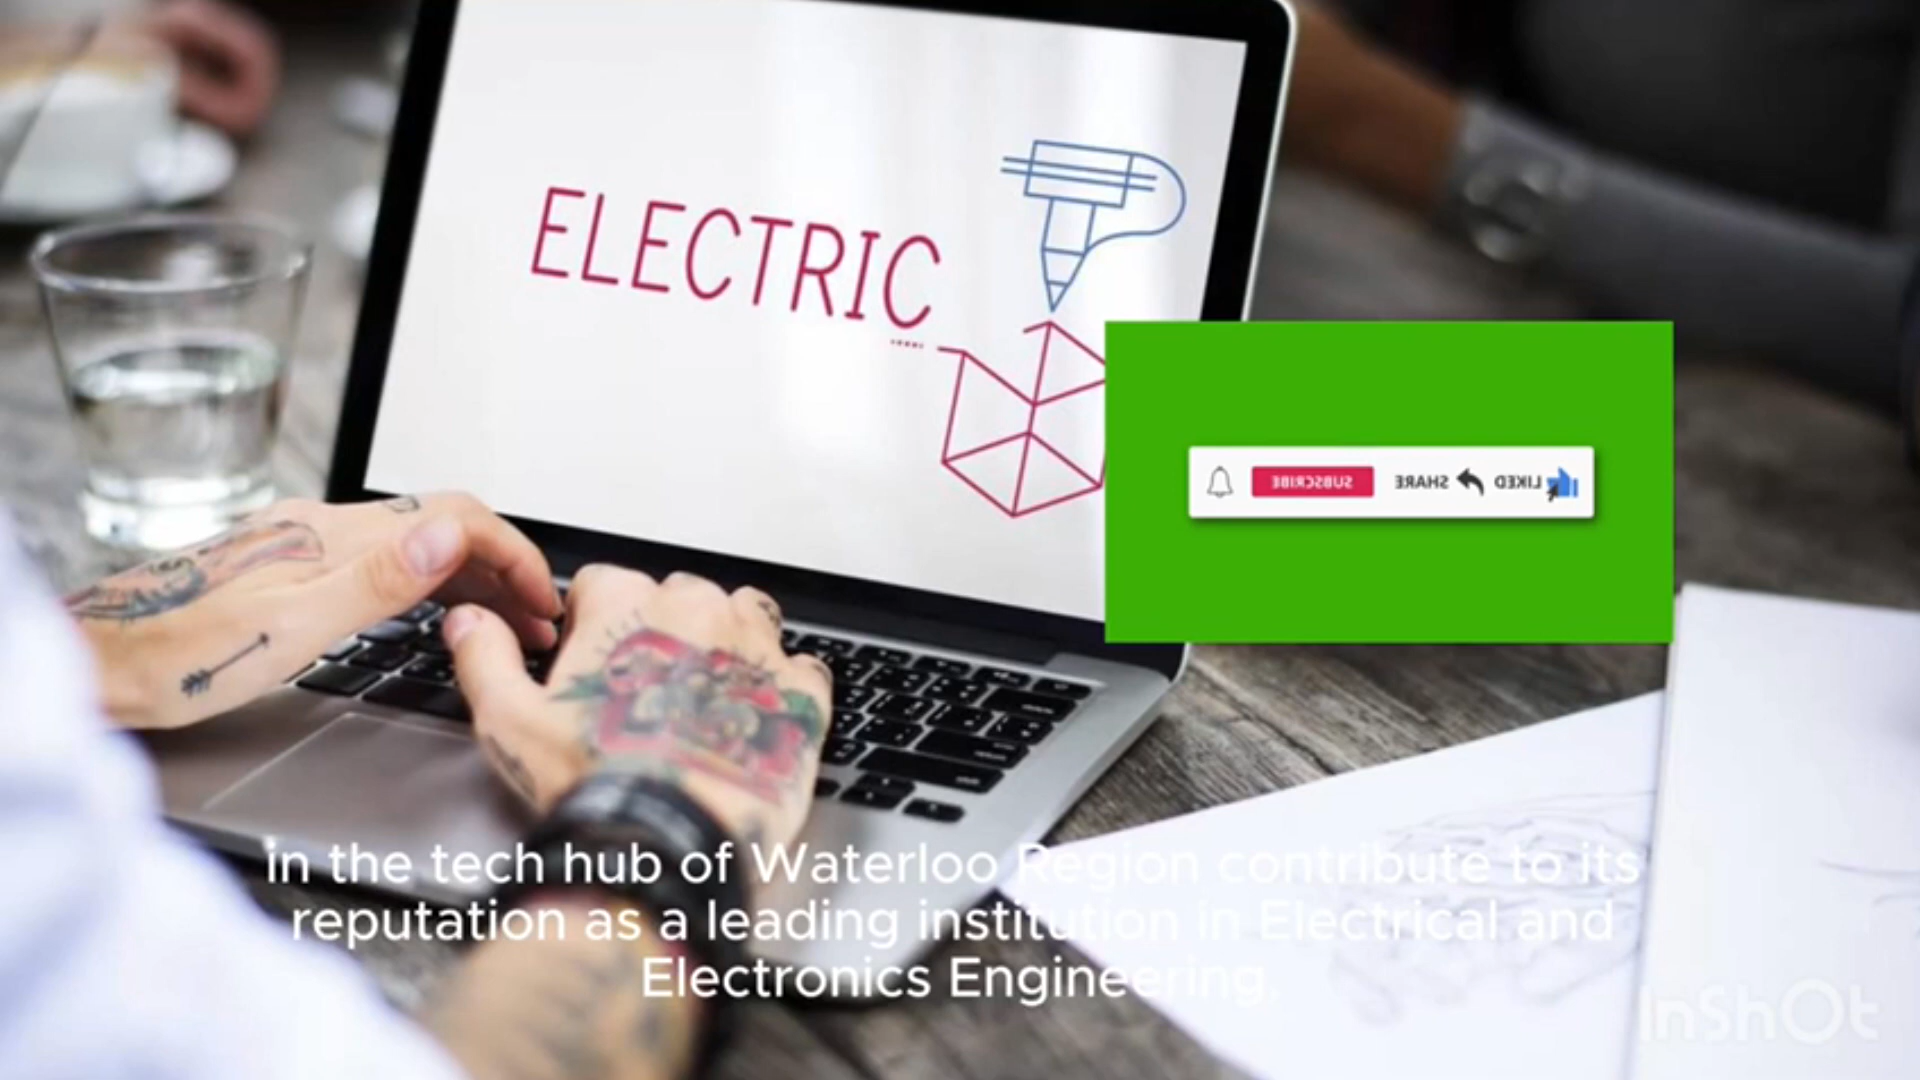 ELECTRIC
LIKED SHARE SUBSCRIBE
in the tech hub of Waterloo Region contribute to its
reputation as a leading institution in Electrical and
Electronics Engineering.
InShOt